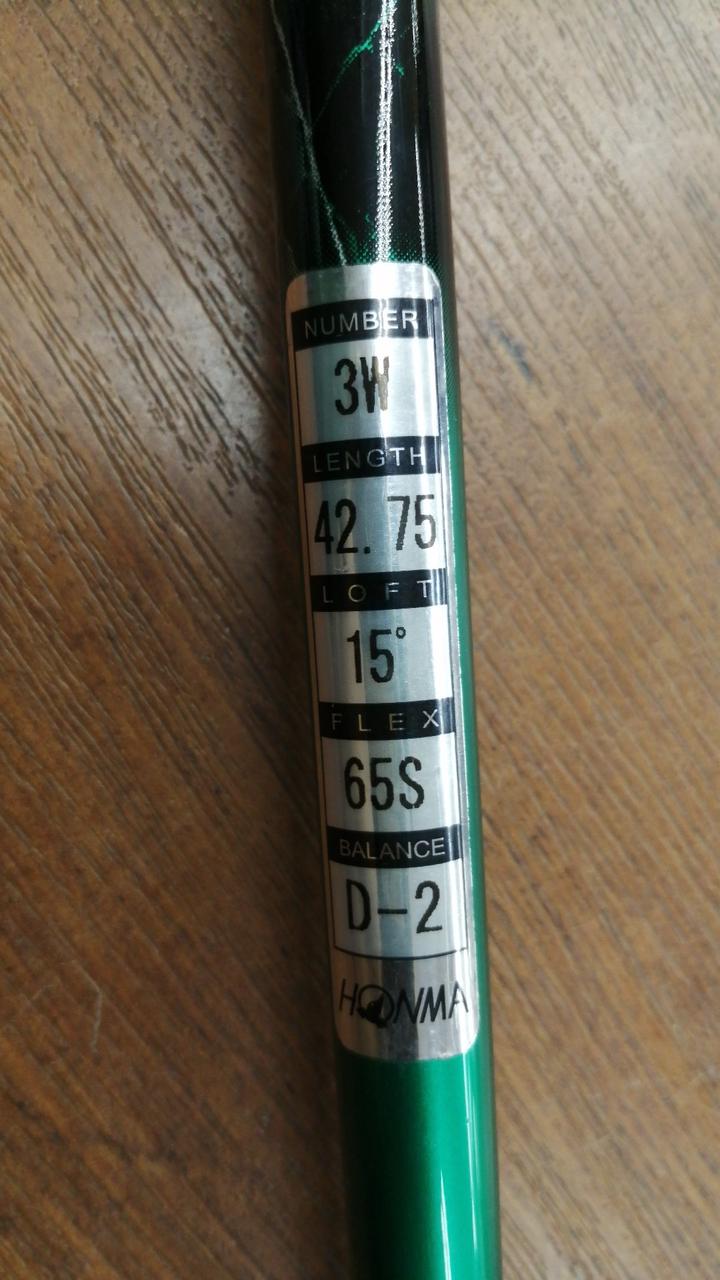 NUMBER
3W
LENGTH
42.75
LOFT
15°
FLEX
65S
BALANCE
D-2
HONMA